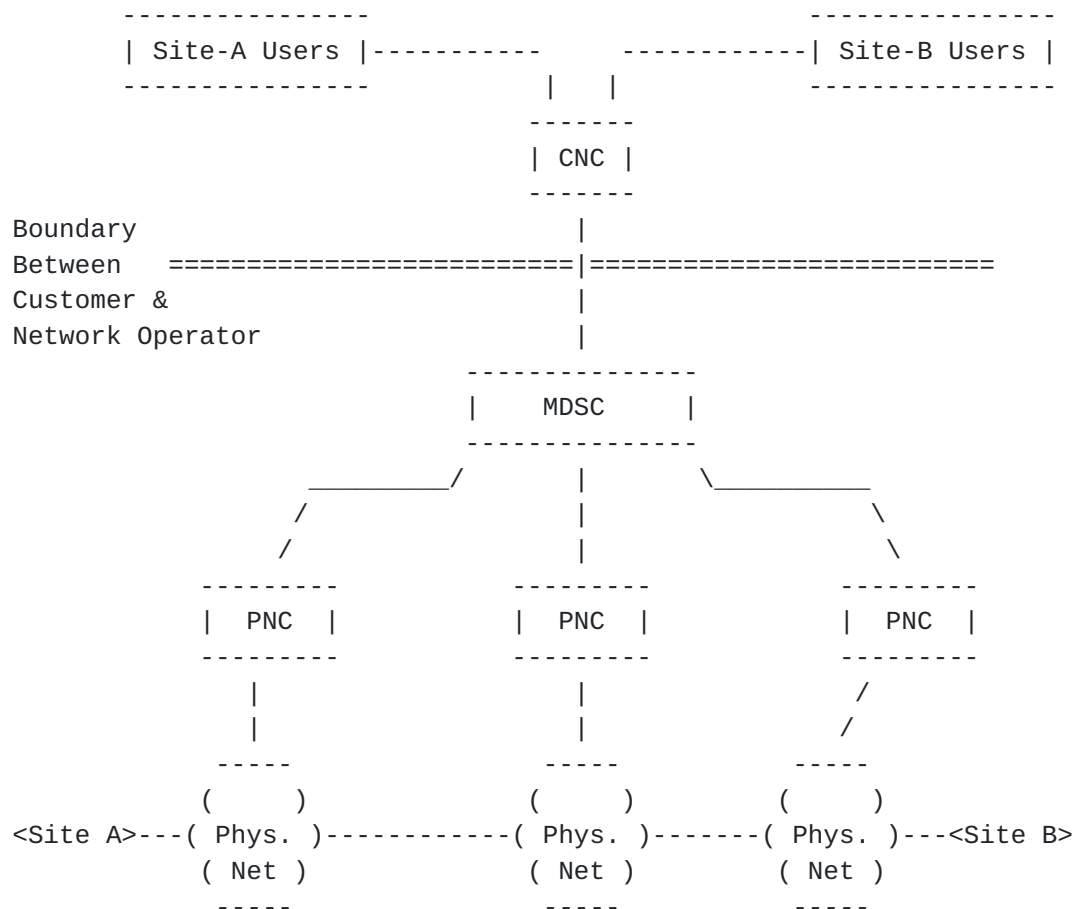 | Site-A Users |----------- ------------| Site-B Users |
| CNC |
Boundary
Between ==========================|==========================
Customer &
Network Operator
| MDSC |
| PNC | | PNC | | PNC |
( ) ( ) ( )
<Site A>---( Phys. )------------( Phys. )-------( Phys. )---<Site B>
( Net ) ( Net ) ( Net )